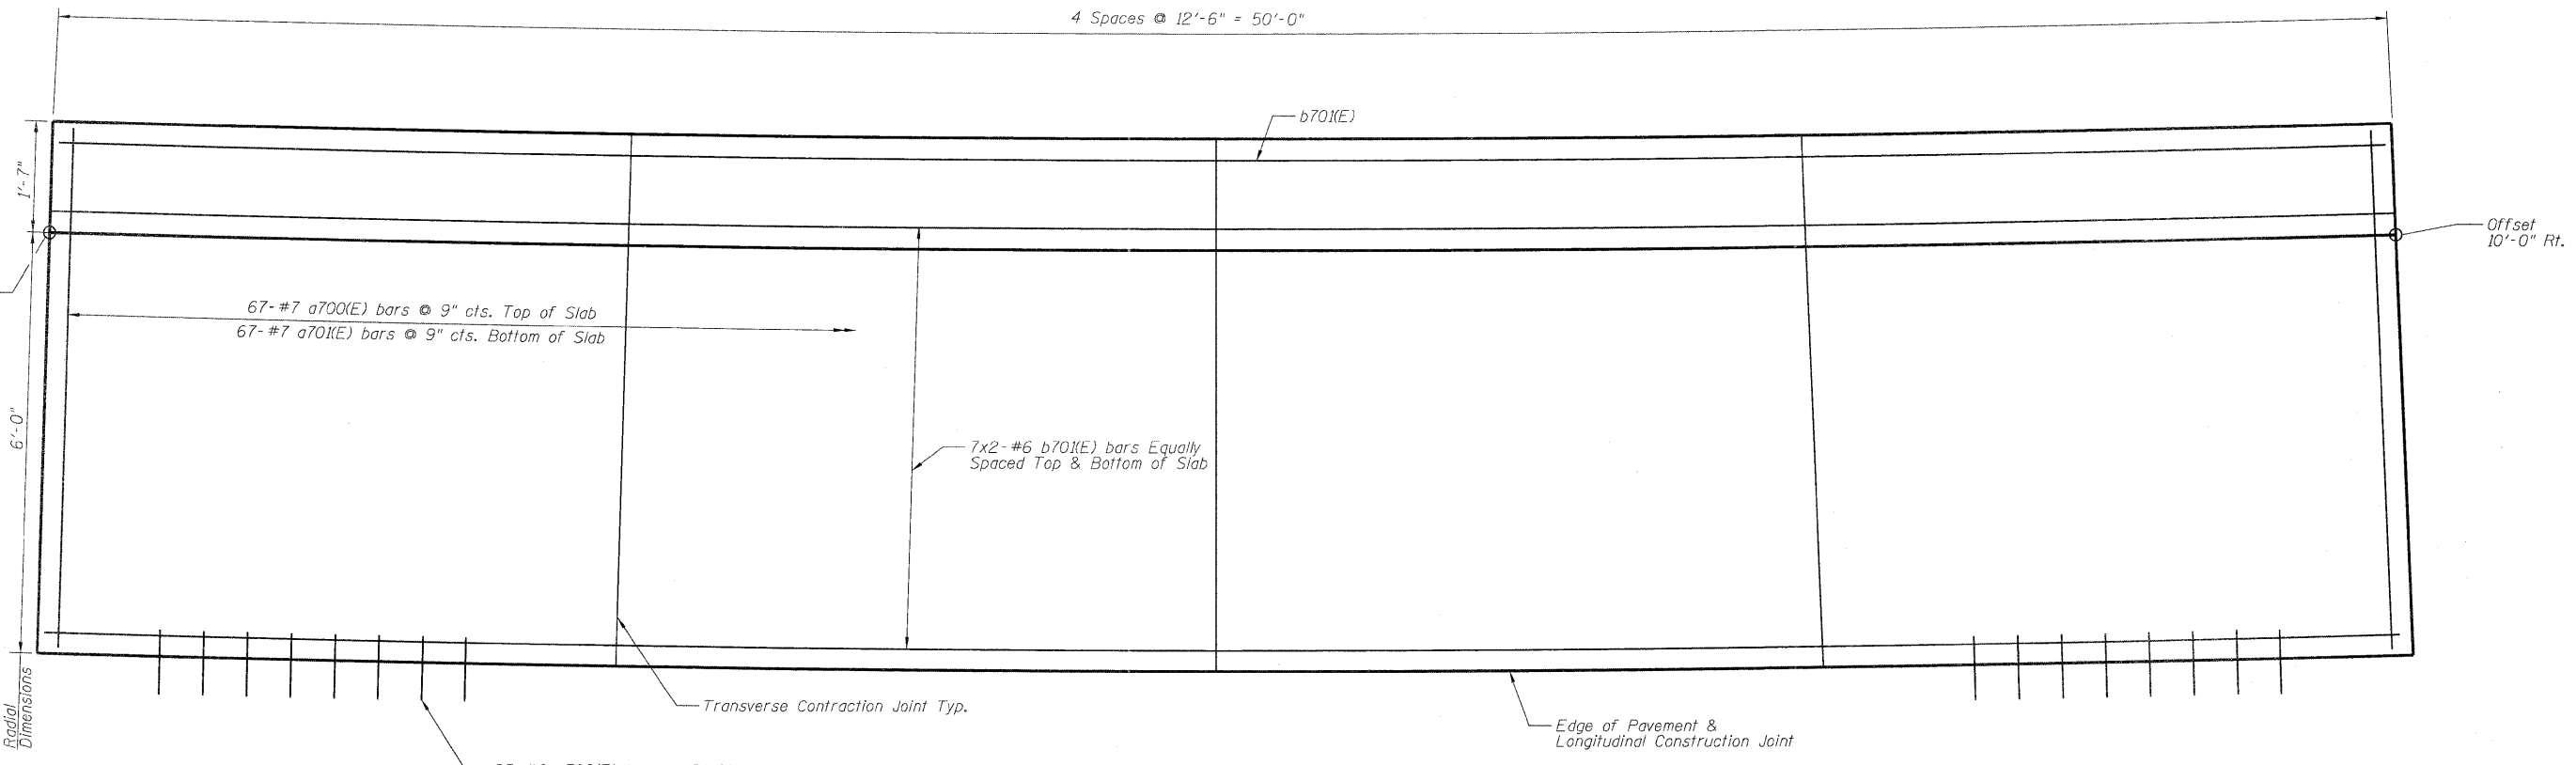 4 Spaces @ 12'-6" = 50'-0"
b701(E)
1'-7"
Offset
10'-0" Rt.
67-#7 a700(E) bars @ 9" cts. Top of Slab
67-#7 a701(E) bars @ 9" cts. Bottom of Slab
6'-0"
7x2-#6 b701(E) bars Equally
Spaced Top & Bottom of Slab
Radial
Dimensions
Transverse Contraction Joint Typ.
Edge of Pavement &
Longitudinal Construction Joint